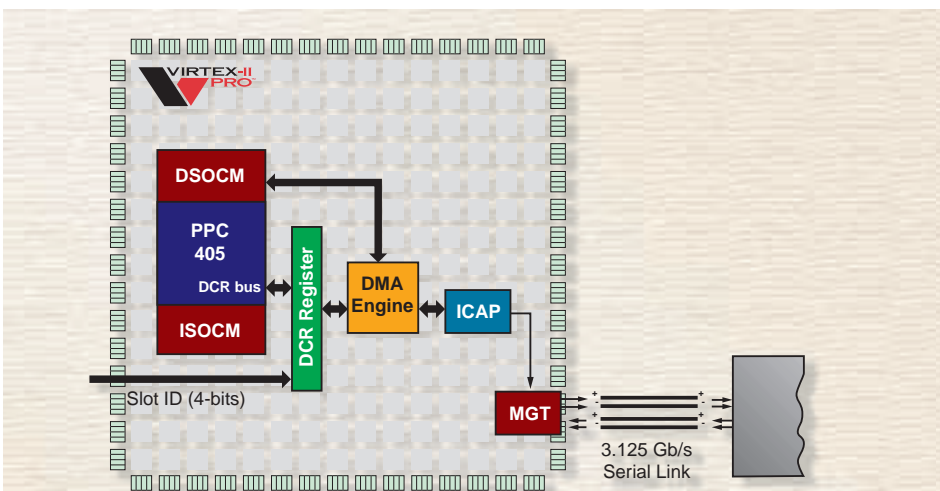 VIRTEX-II
PRO™
DSOCM
PPC
405
DCR bus
ISOCM
DCR Register
DMA
Engine
ICAP
Slot ID (4-bits)
MGT
+
-
+
-
+
-
+
-
3.125 Gb/s
Serial Link